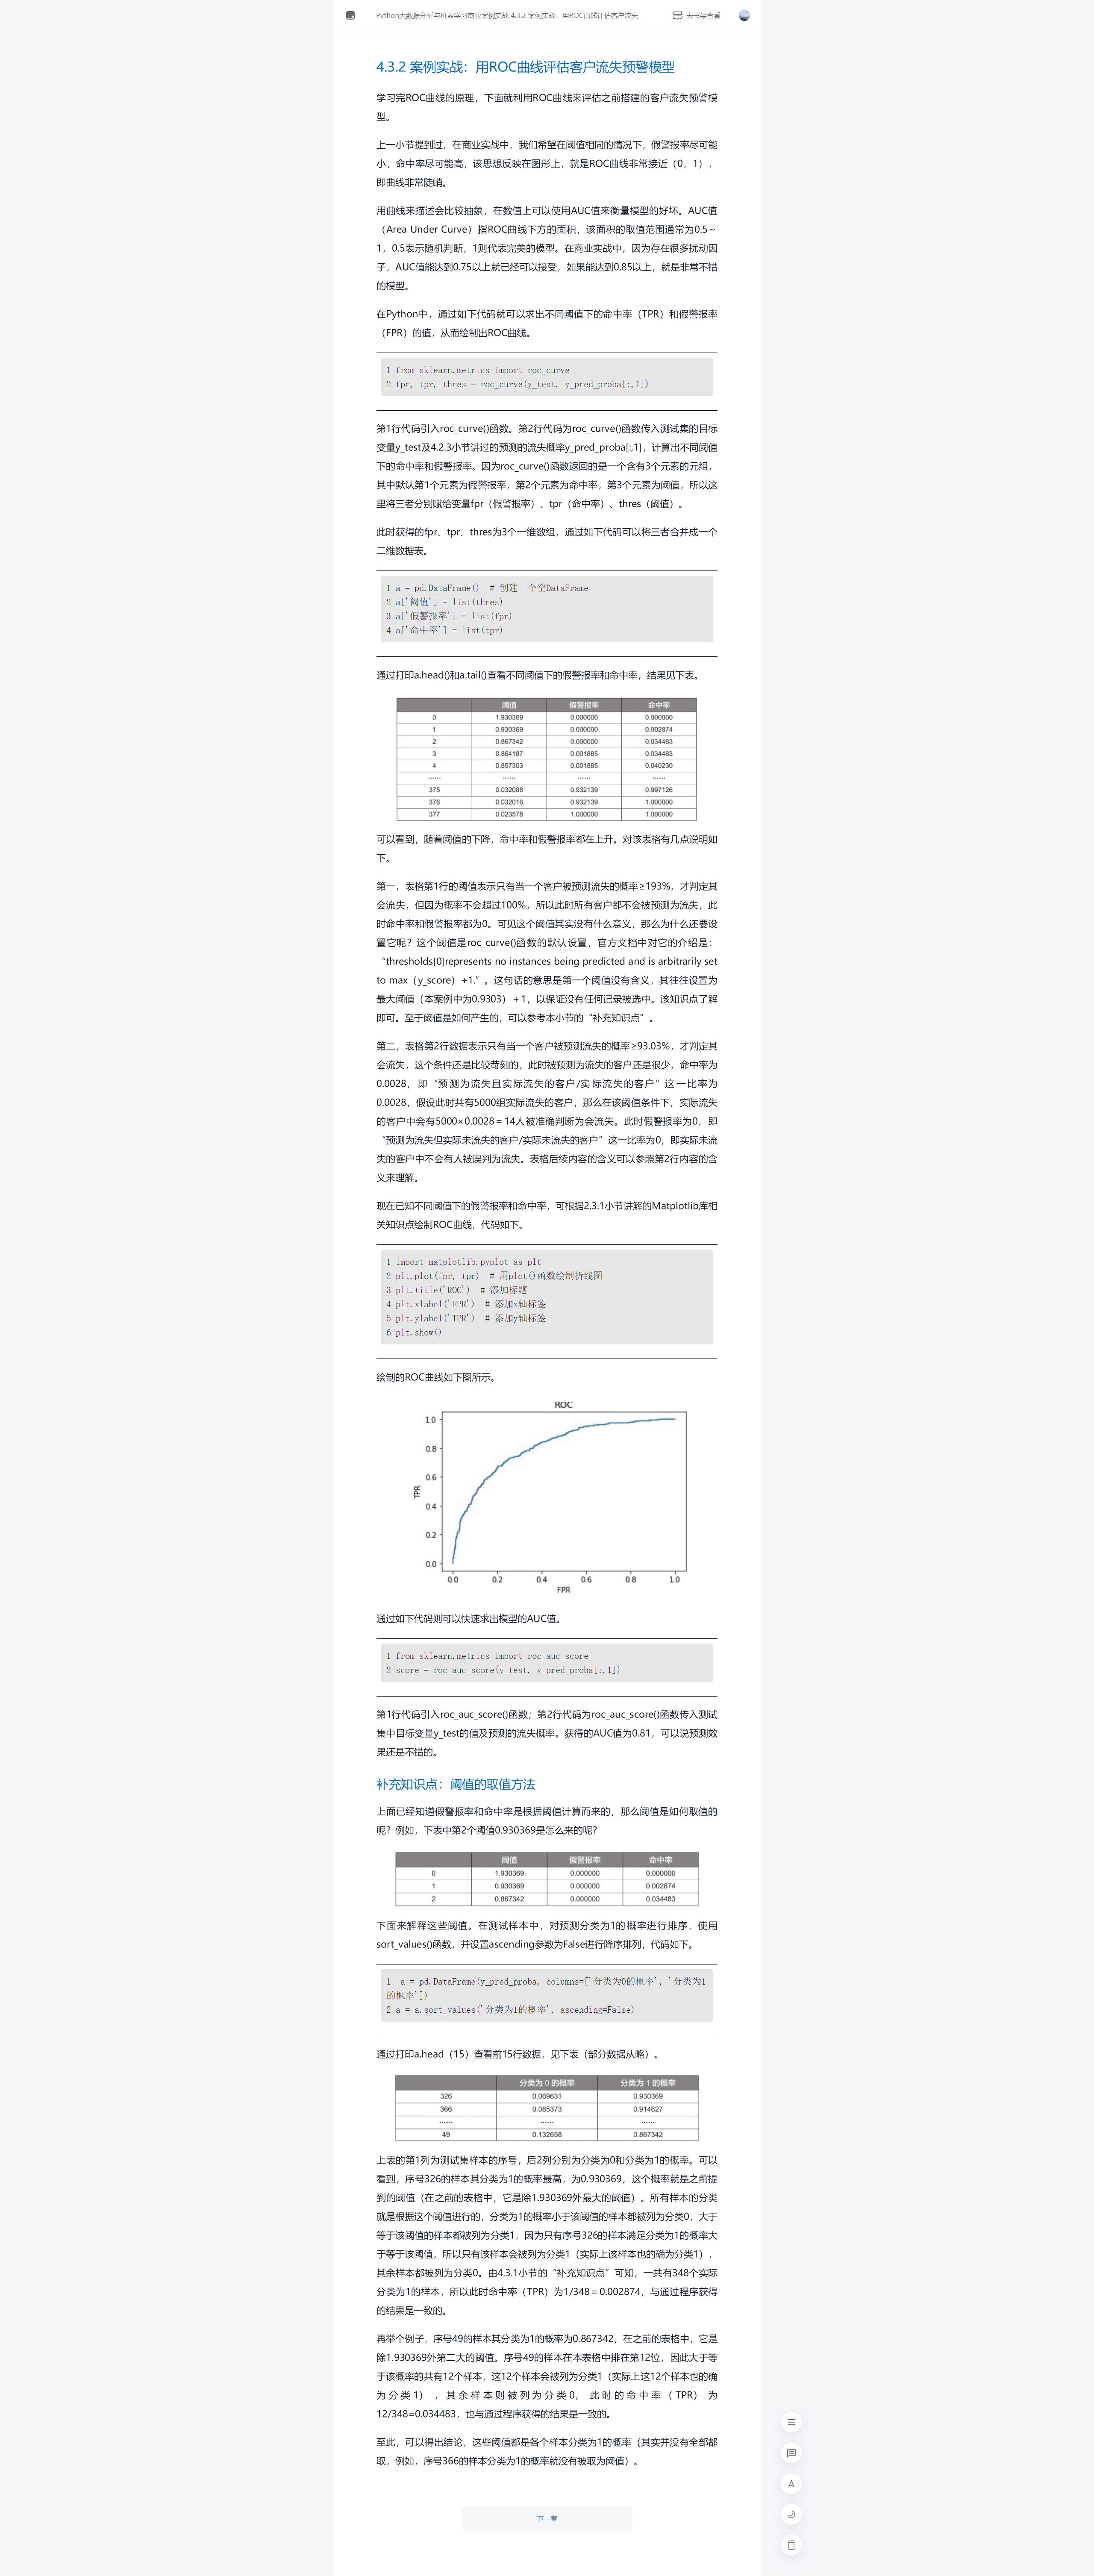 Python大数据分析与机器学习商业案例实战 4.3.2 案例实战：用ROC曲线评估客户流失
去书架查看
4.3.2 案例实战：用ROC曲线评估客户流失预警模型
学习完ROC曲线的原理，下面就利用ROC曲线来评估之前搭建的客户流失预警模
型。
上一小节提到过，在商业实战中，我们希望在阈值相同的情况下，假警报率尽可能
小，命中率尽可能高，该思想反映在图形上，就是ROC曲线非常接近（0，1），
即曲线非常陡峭。
用曲线来描述会比较抽象，在数值上可以使用AUC值来衡量模型的好坏。AUC值
（Area Under Curve）指ROC曲线下方的面积，该面积的取值范围通常为0.5～
1，0.5表示随机判断，1则代表完美的模型。在商业实战中，因为存在很多扰动因
子，AUC值能达到0.75以上就已经可以接受，如果能达到0.85以上，就是非常不错
的模型。
在Python中，通过如下代码就可以求出不同阈值下的命中率（TPR）和假警报率
（FPR）的值，从而绘制出ROC曲线。
1 from sklearn.metrics import roc_curve
2 fpr, tpr, thres = roc_curve(y_test, y_pred_proba[:,1])
第1行代码引入roc_curve()函数。第2行代码为roc_curve()函数传入测试集的目标
变量y_test及4.2.3小节讲过的预测的流失概率y_pred_proba[:,1]，计算出不同阈值
下的命中率和假警报率。因为roc_curve()函数返回的是一个含有3个元素的元组，
其中默认第1个元素为假警报率，第2个元素为命中率，第3个元素为阈值，所以这
里将三者分别赋给变量fpr（假警报率）、tpr（命中率）、thres（阈值）。
此时获得的fpr、tpr、thres为3个一维数组，通过如下代码可以将三者合并成一个
二维数据表。
1 a = pd.DataFrame()  # 创建一个空DataFrame
2 a['阈值'] = list(thres)
3 a['假警报率'] = list(fpr)
4 a['命中率'] = list(tpr)
通过打印a.head()和a.tail()查看不同阈值下的假警报率和命中率，结果见下表。
阈值 假警报率 命中率
0 1.930369 0.000000 0.000000
1 0.930369 0.000000 0.002874
2 0.867342 0.000000 0.034483
3 0.864187 0.001885 0.034483
4 0.857303 0.001885 0.040230
…… …… …… ……
375 0.032088 0.932139 0.997126
376 0.032016 0.932139 1.000000
377 0.023578 1.000000 1.000000
可以看到，随着阈值的下降，命中率和假警报率都在上升。对该表格有几点说明如
下。
第一，表格第1行的阈值表示只有当一个客户被预测流失的概率≥193%，才判定其
会流失，但因为概率不会超过100%，所以此时所有客户都不会被预测为流失，此
时命中率和假警报率都为0。可见这个阈值其实没有什么意义，那么为什么还要设
置它呢？这个阈值是roc_curve()函数的默认设置，官方文档中对它的介绍是：
“thresholds[0]represents no instances being predicted and is arbitrarily set
to max（y_score）+1.”。这句话的意思是第一个阈值没有含义，其往往设置为
最大阈值（本案例中为0.9303）＋1，以保证没有任何记录被选中。该知识点了解
即可。至于阈值是如何产生的，可以参考本小节的“补充知识点”。
第二，表格第2行数据表示只有当一个客户被预测流失的概率≥93.03%，才判定其
会流失，这个条件还是比较苛刻的，此时被预测为流失的客户还是很少，命中率为
0.0028，即“预测为流失且实际流失的客户/实际流失的客户”这一比率为
0.0028，假设此时共有5000组实际流失的客户，那么在该阈值条件下，实际流失
的客户中会有5000×0.0028＝14人被准确判断为会流失。此时假警报率为0，即
“预测为流失但实际未流失的客户/实际未流失的客户”这一比率为0，即实际未流
失的客户中不会有人被误判为流失。表格后续内容的含义可以参照第2行内容的含
义来理解。
现在已知不同阈值下的假警报率和命中率，可根据2.3.1小节讲解的Matplotlib库相
关知识点绘制ROC曲线，代码如下。
1 import matplotlib.pyplot as plt
2 plt.plot(fpr, tpr)  # 用plot()函数绘制折线图
3 plt.title('ROC')  # 添加标题
4 plt.xlabel('FPR')  # 添加x轴标签
5 plt.ylabel('TPR')  # 添加y轴标签
6 plt.show()
绘制的ROC曲线如下图所示。
ROC
1.0
0.8
0.6
0.4
0.2
0.0
TPR
0.0 0.2 0.4 0.6 0.8 1.0
FPR
通过如下代码则可以快速求出模型的AUC值。
1 from sklearn.metrics import roc_auc_score
2 score = roc_auc_score(y_test, y_pred_proba[:,1])
第1行代码引入roc_auc_score()函数；第2行代码为roc_auc_score()函数传入测试
集中目标变量y_test的值及预测的流失概率。获得的AUC值为0.81，可以说预测效
果还是不错的。
补充知识点：阈值的取值方法
上面已经知道假警报率和命中率是根据阈值计算而来的，那么阈值是如何取值的
呢？例如，下表中第2个阈值0.930369是怎么来的呢？
阈值 假警报率 命中率
0 1.930369 0.000000 0.000000
1 0.930369 0.000000 0.002874
2 0.867342 0.000000 0.034483
下面来解释这些阈值。在测试样本中，对预测分类为1的概率进行排序，使用
sort_values()函数，并设置ascending参数为False进行降序排列，代码如下。
1  a = pd.DataFrame(y_pred_proba, columns=['分类为0的概率', '分类为1
的概率'])
2 a = a.sort_values('分类为1的概率', ascending=False)
通过打印a.head（15）查看前15行数据，见下表（部分数据从略）。
分类为 0 的概率 分类为 1 的概率
326 0.069631 0.930369
366 0.085373 0.914627
…… …… ……
49 0.132658 0.867342
上表的第1列为测试集样本的序号，后2列分别为分类为0和分类为1的概率。可以
看到，序号326的样本其分类为1的概率最高，为0.930369，这个概率就是之前提
到的阈值（在之前的表格中，它是除1.930369外最大的阈值）。所有样本的分类
就是根据这个阈值进行的，分类为1的概率小于该阈值的样本都被列为分类0，大于
等于该阈值的样本都被列为分类1，因为只有序号326的样本满足分类为1的概率大
于等于该阈值，所以只有该样本会被列为分类1（实际上该样本也的确为分类1），
其余样本都被列为分类0。由4.3.1小节的“补充知识点”可知，一共有348个实际
分类为1的样本，所以此时命中率（TPR）为1/348＝0.002874，与通过程序获得
的结果是一致的。
再举个例子，序号49的样本其分类为1的概率为0.867342，在之前的表格中，它是
除1.930369外第二大的阈值。序号49的样本在本表格中排在第12位，因此大于等
于该概率的共有12个样本，这12个样本会被列为分类1（实际上这12个样本也的确
为分类1），其余样本则被列为分类0，此时的命中率（TPR）为
12/348=0.034483，也与通过程序获得的结果是一致的。
至此，可以得出结论，这些阈值都是各个样本分类为1的概率（其实并没有全部都
取，例如，序号366的样本分类为1的概率就没有被取为阈值）。
下一章
A